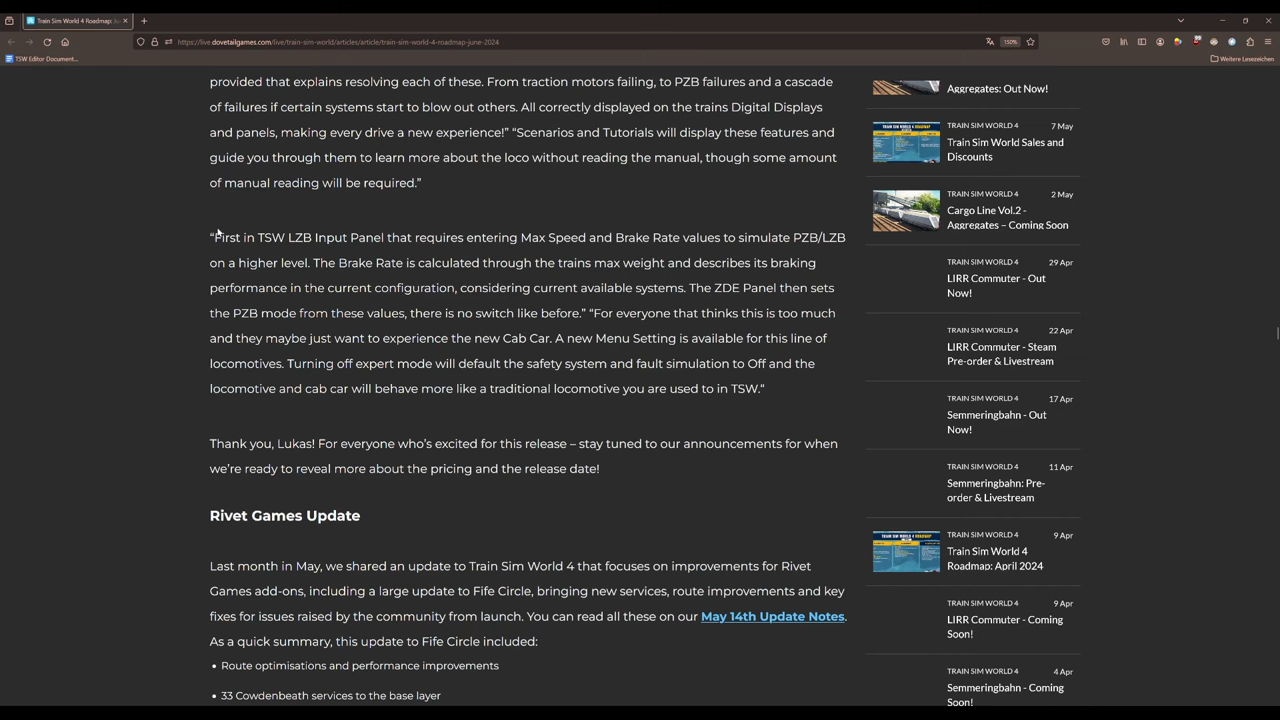 Train Sim World 4 Roadmap: Ju
https://live.dovetailgames.com/live/train-sim-world/articles/article/train-sim-world-4-roadmap-june-2024
150%
TSW Editor Document...
Weitere Lesezeichen
provided that explains resolving each of these. From traction motors failing, to PZB failures and a cascade
of failures if certain systems start to blow out others. All correctly displayed on the trains Digital Displays
and panels, making every drive a new experience!” “Scenarios and Tutorials will display these features and
guide you through them to learn more about the loco without reading the manual, though some amount
of manual reading will be required.”
“First in TSW LZB Input Panel that requires entering Max Speed and Brake Rate values to simulate PZB/LZB
on a higher level. The Brake Rate is calculated through the trains max weight and describes its braking
performance in the current configuration, considering current available systems. The ZDE Panel then sets
the PZB mode from these values, there is no switch like before.” “For everyone that thinks this is too much
and they maybe just want to experience the new Cab Car. A new Menu Setting is available for this line of
locomotives. Turning off expert mode will default the safety system and fault simulation to Off and the
locomotive and cab car will behave more like a traditional locomotive you are used to in TSW.“
Thank you, Lukas! For everyone who’s excited for this release – stay tuned to our announcements for when
we’re ready to reveal more about the pricing and the release date!
Rivet Games Update
Last month in May, we shared an update to Train Sim World 4 that focuses on improvements for Rivet
Games add-ons, including a large update to Fife Circle, bringing new services, route improvements and key
fixes for issues raised by the community from launch. You can read all these on our May 14th Update Notes.
As a quick summary, this update to Fife Circle included:
• Route optimisations and performance improvements
• 33 Cowdenbeath services to the base layer
Aggregates: Out Now!
TRAIN SIM WORLD 4 7 May
Train Sim World Sales and
Discounts
TRAIN SIM WORLD 4 2 May
Cargo Line Vol.2 -
Aggregates – Coming Soon
TRAIN SIM WORLD 4 29 Apr
LIRR Commuter - Out
Now!
TRAIN SIM WORLD 4 22 Apr
LIRR Commuter - Steam
Pre-order & Livestream
TRAIN SIM WORLD 4 17 Apr
Semmeringbahn - Out
Now!
TRAIN SIM WORLD 4 11 Apr
Semmeringbahn: Pre-
order & Livestream
TRAIN SIM WORLD 4 9 Apr
Train Sim World 4
Roadmap: April 2024
TRAIN SIM WORLD 4 9 Apr
LIRR Commuter - Coming
Soon!
TRAIN SIM WORLD 4 4 Apr
Semmeringbahn - Coming
Soon!